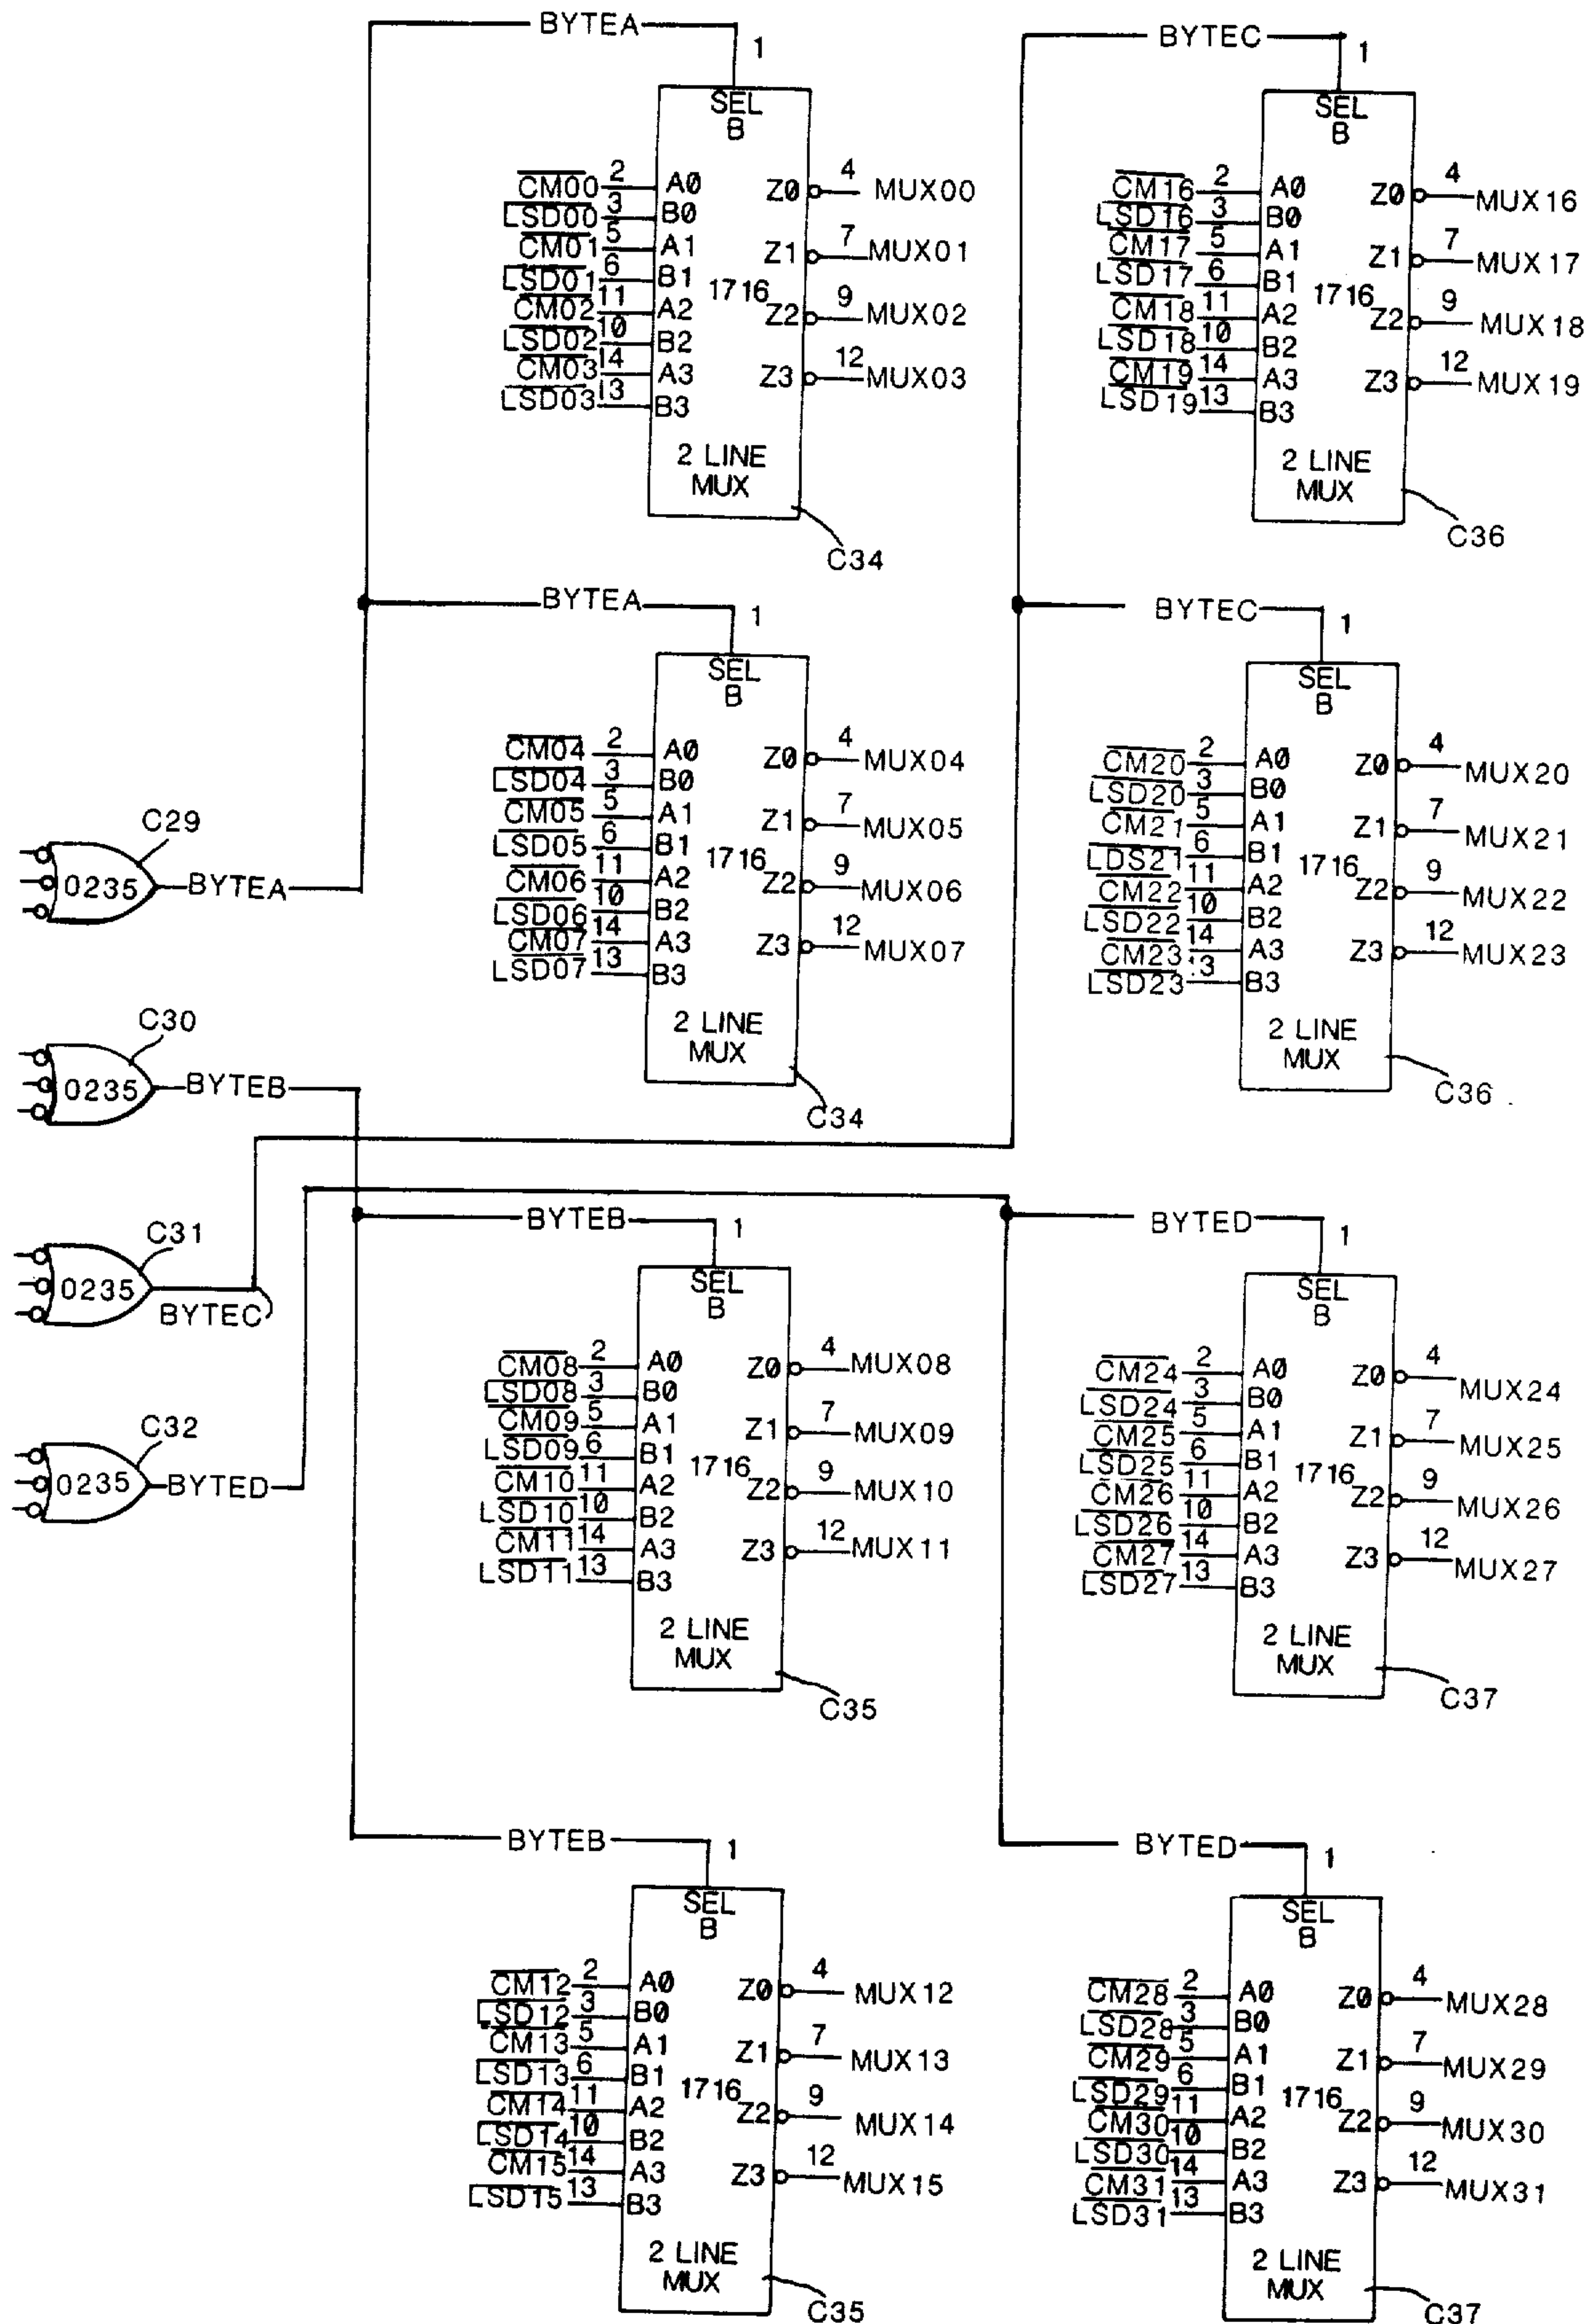 BYTEA
1
SEL
B
CM00 2 A0
LSD00 3 B0
CM01 5 A1
LSD01 6 B1
CM02 11 A2
LSD02 10 B2
CM03 14 A3
LSD03 13 B3
1716
Z0 4 MUX00
Z1 7 MUX01
Z2 9 MUX02
Z3 12 MUX03
2 LINE
MUX
C34
BYTEA
1
SEL
B
CM04 2 A0
LSD04 3 B0
CM05 5 A1
LSD05 6 B1
CM06 11 A2
LSD06 10 B2
CM07 14 A3
LSD07 13 B3
1716
Z0 4 MUX04
Z1 7 MUX05
Z2 9 MUX06
Z3 12 MUX07
2 LINE
MUX
C34
C29
0235
BYTEA
C30
0235
BYTEB
C31
0235
BYTEC
C32
0235
BYTED
BYTEB
1
SEL
B
CM08 2 A0
LSD08 3 B0
CM09 5 A1
LSD09 6 B1
CM10 11 A2
LSD10 10 B2
CM11 14 A3
LSD11 13 B3
1716
Z0 4 MUX08
Z1 7 MUX09
Z2 9 MUX10
Z3 12 MUX11
2 LINE
MUX
C35
BYTEB
1
SEL
B
CM12 2 A0
LSD12 3 B0
CM13 5 A1
LSD13 6 B1
CM14 11 A2
LSD14 10 B2
CM15 14 A3
LSD15 13 B3
1716
Z0 4 MUX12
Z1 7 MUX13
Z2 9 MUX14
Z3 12 MUX15
2 LINE
MUX
C35
BYTEC
1
SEL
B
CM16 2 A0
LSD16 3 B0
CM17 5 A1
LSD17 6 B1
CM18 11 A2
LSD18 10 B2
CM19 14 A3
LSD19 13 B3
1716
Z0 4 MUX16
Z1 7 MUX17
Z2 9 MUX18
Z3 12 MUX19
2 LINE
MUX
C36
BYTEC
1
SEL
B
CM20 2 A0
LSD20 3 B0
CM21 5 A1
LDS21 6 B1
CM22 11 A2
LSD22 10 B2
CM23 14 A3
LSD23 13 B3
1716
Z0 4 MUX20
Z1 7 MUX21
Z2 9 MUX22
Z3 12 MUX23
2 LINE
MUX
C36
BYTED
1
SEL
B
CM24 2 A0
LSD24 3 B0
CM25 5 A1
LSD25 6 B1
CM26 11 A2
LSD26 10 B2
CM27 14 A3
LSD27 13 B3
1716
Z0 4 MUX24
Z1 7 MUX25
Z2 9 MUX26
Z3 12 MUX27
2 LINE
MUX
C37
BYTED
1
SEL
B
CM28 2 A0
LSD28 3 B0
CM29 5 A1
LSD29 6 B1
CM30 11 A2
LSD30 10 B2
CM31 14 A3
LSD31 13 B3
1716
Z0 4 MUX28
Z1 7 MUX29
Z2 9 MUX30
Z3 12 MUX31
2 LINE
MUX
C37